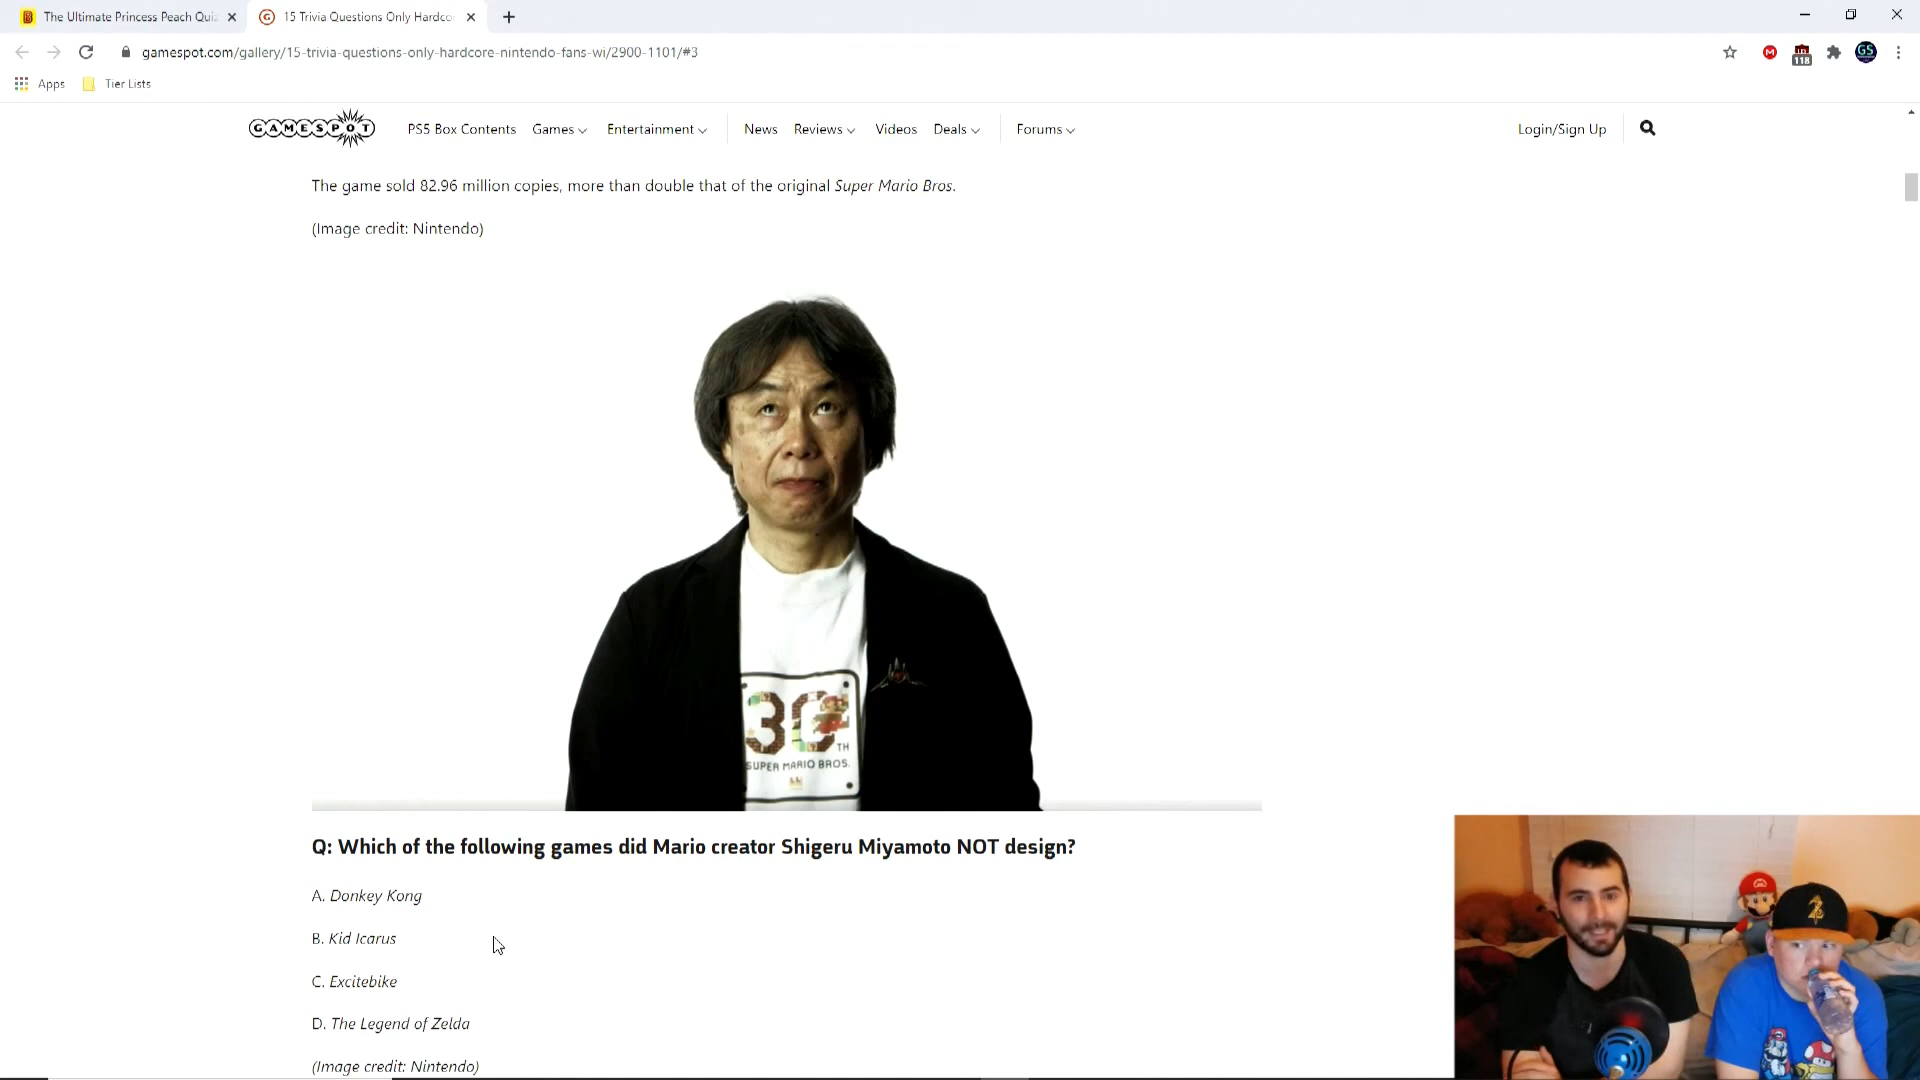 The Ultimate Princess Peach Quiz
15 Trivia Questions Only Hardco
gamespot.com/gallery/15-trivia-questions-only-hardcore-nintendo-fans-wi/2900-1101/#3
118
GS
Apps
Tier Lists
GAMESPOT
PS5 Box Contents
Games
Entertainment
News
Reviews
Videos
Deals
Forums
Login/Sign Up
The game sold 82.96 million copies, more than double that of the original Super Mario Bros.
(Image credit: Nintendo)
30TH
SUPER MARIO BROS.
Q: Which of the following games did Mario creator Shigeru Miyamoto NOT design?
A. Donkey Kong
B. Kid Icarus
C. Excitebike
D. The Legend of Zelda
(Image credit: Nintendo)